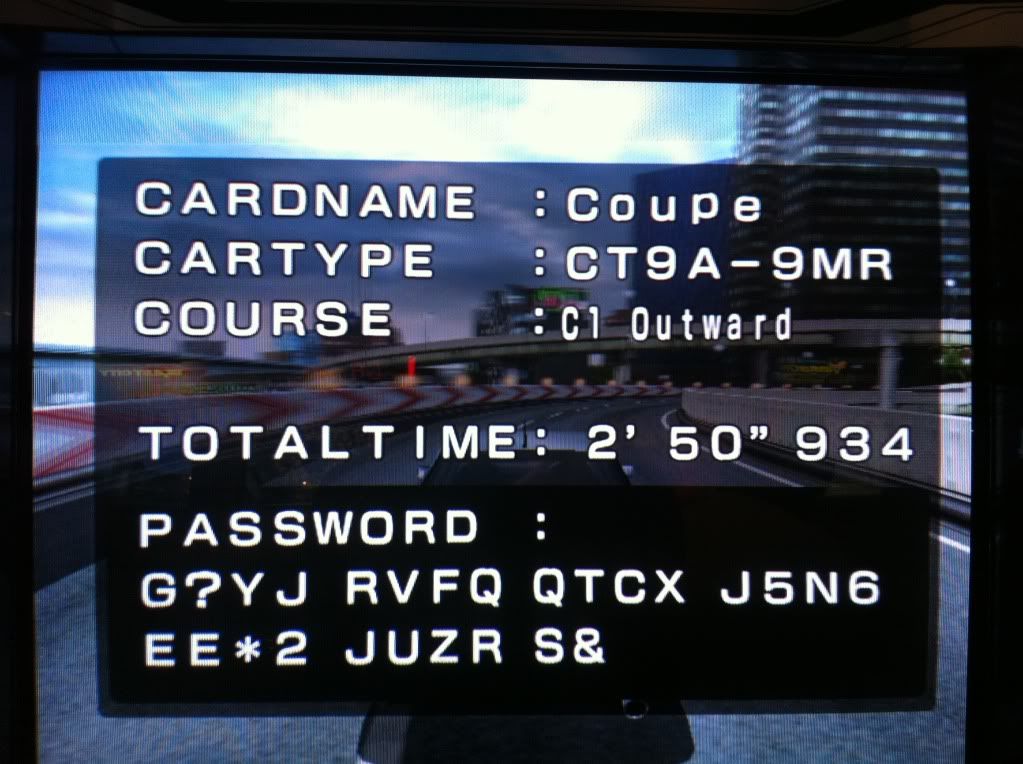 CARDNAME : Coupe
CARTYPE : CT9A-9MR
COURSE : C1 Outward
TOTALTIME: 2' 50" 934
PASSWORD :
G?YJ RVFQ QTCX J5N6
EE*2 JUZR S&